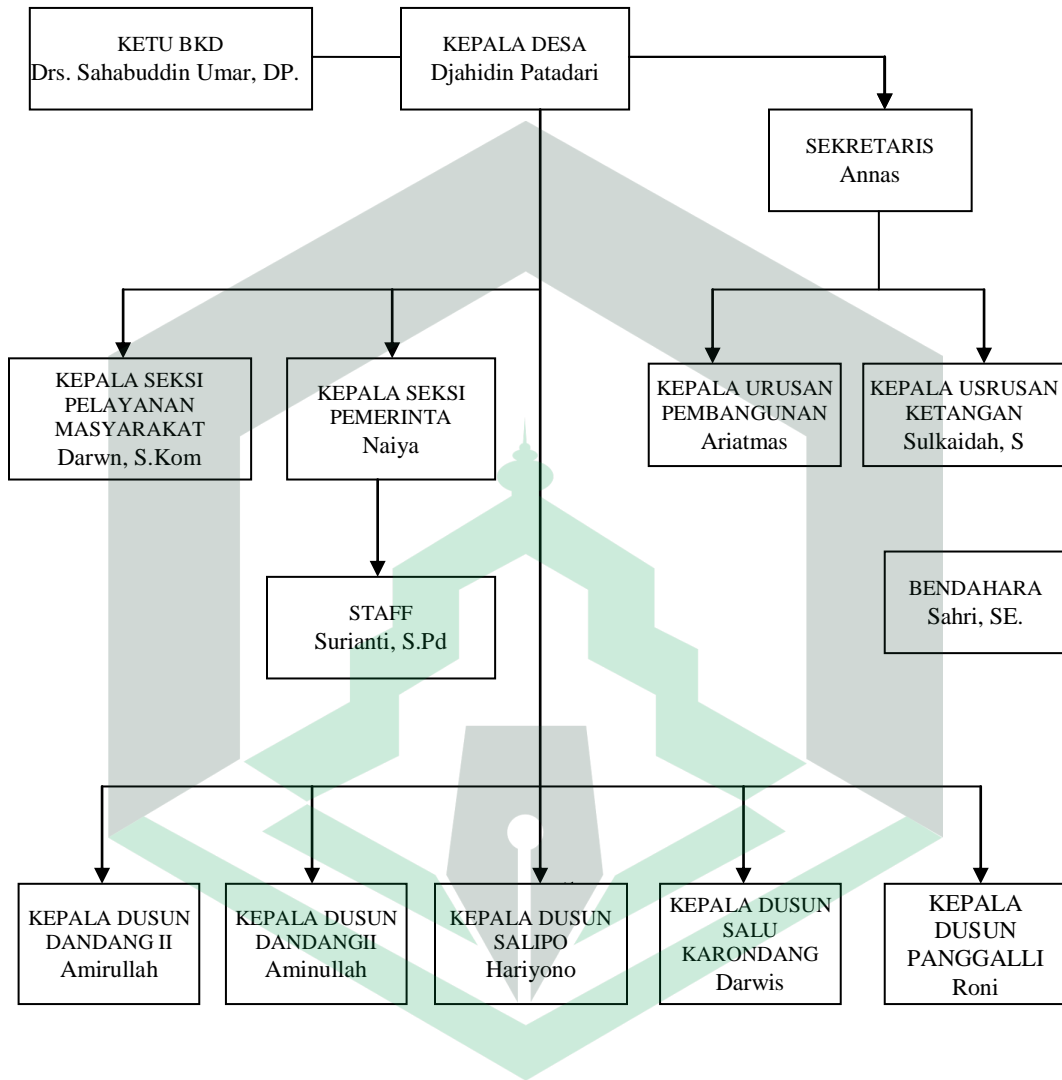 KETU BKD
Drs. Sahabuddin Umar, DP.
KEPALA DESA
Djahidin Patadari
SEKRETARIS
Annas
KEPALA SEKSI
PELAYANAN
MASYARAKAT
Darwn, S.Kom
KEPALA SEKSI
PEMERINTA
Naiya
KEPALA URUSAN
PEMBANGUNAN
Ariatmas
KEPALA USRUSAN
KETANGAN
Sulkaidah, S
STAFF
Surianti, S.Pd
BENDAHARA
Sahri, SE.
KEPALA DUSUN
DANDANG II
Amirullah
KEPALA DUSUN
DANDANGII
Aminullah
KEPALA DUSUN
SALIPO
Hariyono
KEPALA DUSUN
SALU
KARONDANG
Darwis
KEPALA
DUSUN
PANGGALLI
Roni